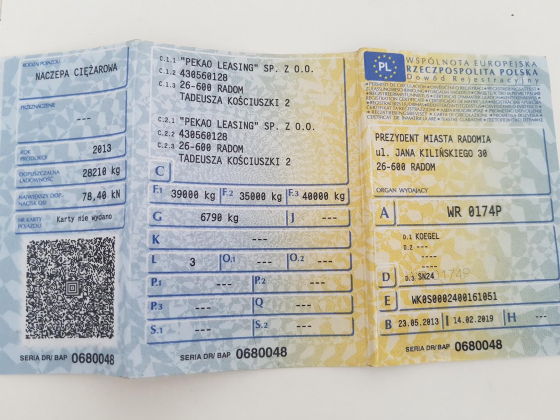 RODZAJ POJAZDU
NACZEPA CIĘŻAROWA
PRZEZNACZENIE
---
ROK PRODUKCJI
2013
DOPUSZCZALNA ŁADOWNOŚĆ
28210 kg
NAJWIĘKSZY DOP. NACISK OSI
78,40 kN
NR KARTY POJAZDU
Karty nie wydano
SERIA DR/ BAP 0680048
C.1.1 "PEKAO LEASING" SP. Z O.O.
C.1.2 430560128
C.1.3 26-600 RADOM
TADEUSZA KOŚCIUSZKI 2
C.2.1 "PEKAO LEASING" SP. Z O.O.
C.2.2 430560128
C.2.3 26-600 RADOM
TADEUSZA KOŚCIUSZKI 2
C
F.1 39000 kg F.2 35000 kg F.3 40000 kg
G 6790 kg J ---
K ---
L 3 O.1 --- O.2 ---
P.1 --- P.2 ---
P.3 --- Q ---
S.1 --- S.2 ---
SERIA DR/ BAP 0680048
PL
WSPÓLNOTA EUROPEJSKA
RZECZPOSPOLITA POLSKA
Dowód Rejestracyjny
PREZYDENT MIASTA RADOMIA
ul. JANA KILIŃSKIEGO 30
26-600 RADOM
ORGAN WYDAJĄCY
A WR 0174P
D.1 KOEGEL
D.2 ---
----
----
D D.3 SN24
E WK0S0002400161051
B 23.05.2013 I 14.02.2019 H ---
SERIA DR/ BAP 0680048